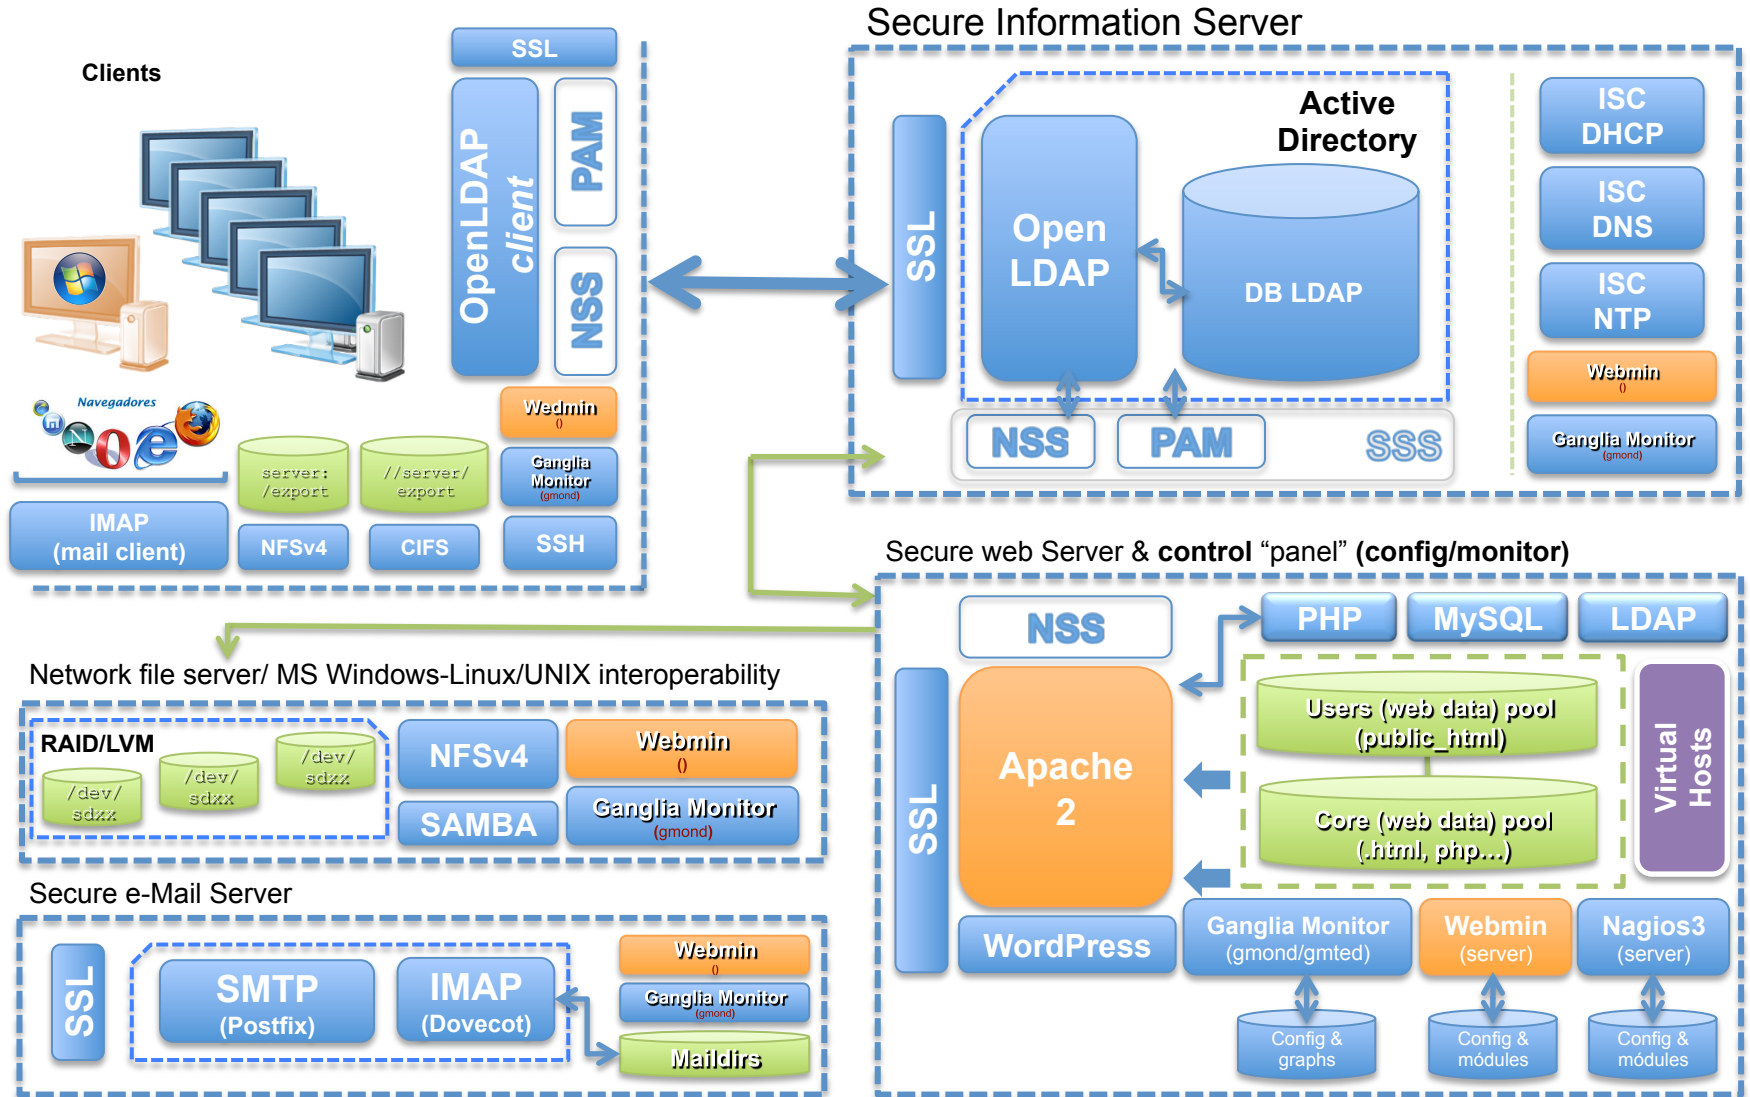 Secure Information Server
Clients
SSL
OpenLDAP
client
PAM
NSS
Navegadores
server:
/export
//server/
export
Wedmin
()
Ganglia
Monitor
(gmond)
IMAP
(mail client)
NFSv4
CIFS
SSH
SSL
Active
Directory
Open
LDAP
DB LDAP
NSS
PAM
SSS
ISC
DHCP
ISC
DNS
ISC
NTP
Webmin
()
Ganglia Monitor
(gmond)
Secure web Server & control “panel” (config/monitor)
NSS
PHP
MySQL
LDAP
SSL
Apache
2
Users (web data) pool
(public_html)
Core (web data) pool
(.html, php...)
Virtual
Hosts
WordPress
Ganglia Monitor
(gmond/gmted)
Webmin
(server)
Nagios3
(server)
Config &
graphs
Config &
módules
Config &
módules
Network file server/ MS Windows-Linux/UNIX interoperability
RAID/LVM
/dev/
sdxx
/dev/
sdxx
/dev/
sdxx
NFSv4
SAMBA
Webmin
()
Ganglia Monitor
(gmond)
Secure e-Mail Server
SSL
SMTP
(Postfix)
IMAP
(Dovecot)
Webmin
()
Ganglia Monitor
(gmond)
Maildirs